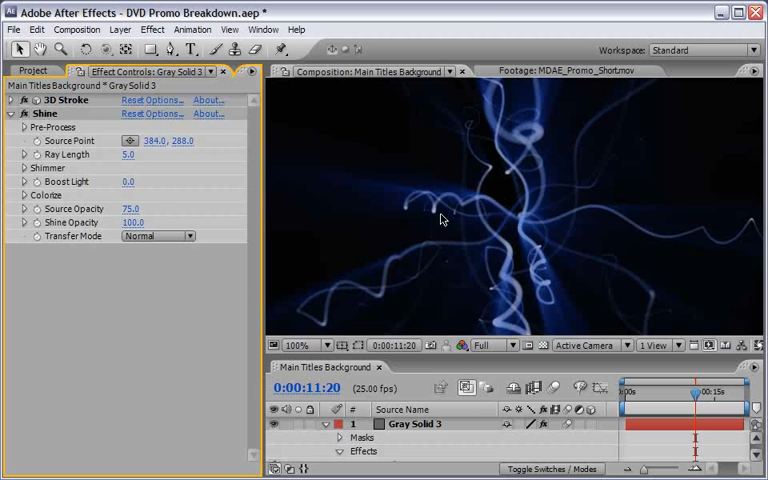 Adobe After Effects - DVD Promo Breakdown.aep *
File Edit Composition Layer Effect Animation View Window Help
Workspace: Standard
Project Effect Controls: Gray Solid 3 Composition: Main Titles Background Footage: MDAE_Promo_Short.mov
Main Titles Background * Gray Solid 3
3D Stroke Reset Options... About...
Shine Reset Options... About...
Pre-Process
Source Point 384.0, 288.0
Ray Length 5.0
Shimmer
Boost Light 0.0
Colorize
Source Opacity 75.0
Shine Opacity 100.0
Transfer Mode Normal
100% 0:00:11:20 Full Active Camera 1 View
Main Titles Background
0:00:11:20 (25.00 fps)
:00s 00:15s
# Source Name
1 Gray Solid 3
Masks
Effects
Toggle Switches / Modes